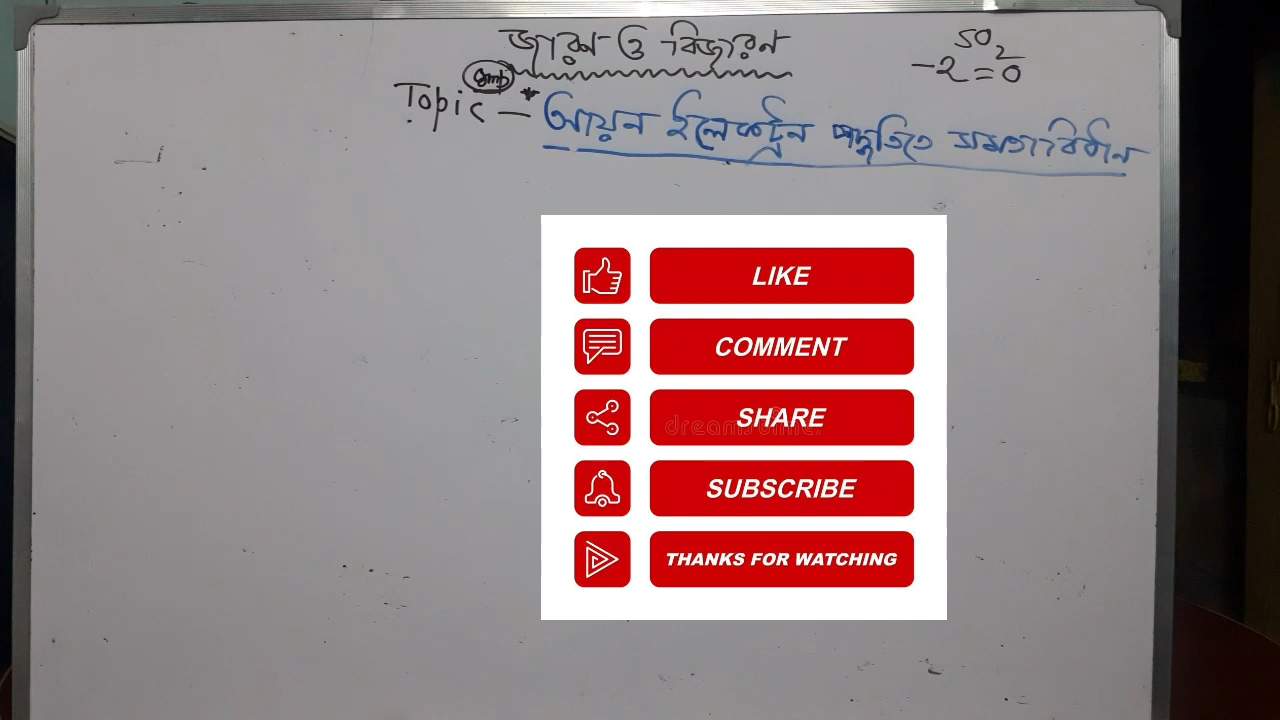 জারণ ও বিজারণ
SO2
-2 = 0
Topic - * আয়ন ইলেকট্রন পদ্ধতিতে সমতাবিধান
LIKE
COMMENT
SHARE
SUBSCRIBE
THANKS FOR WATCHING